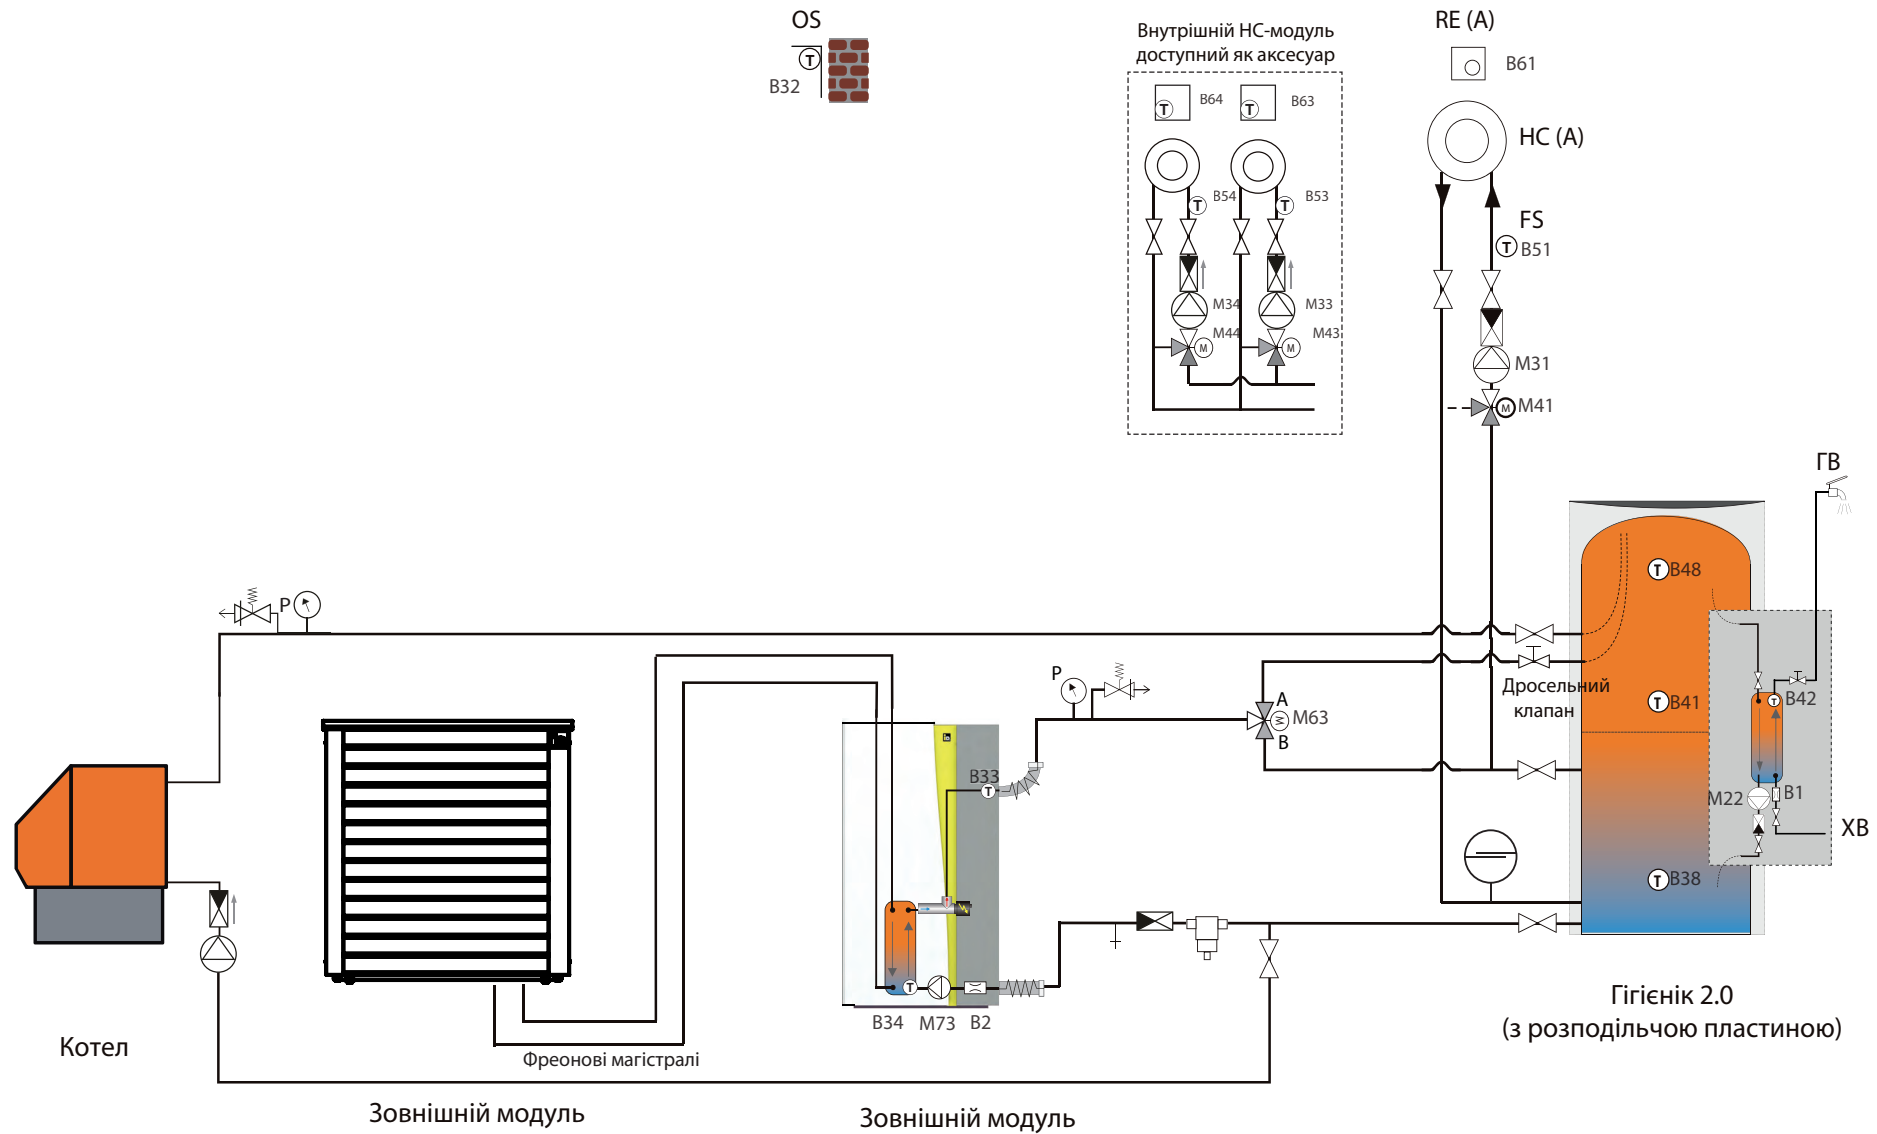 OS
B32
Внутрішній HC-модуль
доступний як аксесуар
B64
B63
B54
B53
M34
M33
M44
M43
M
M
RE (A)
B61
HC (A)
FS
B51
M31
M41
M
ГВ
B48
P
P
A
M63
B
Дросельний
клапан
B41
B42
B33
M22
B1
ХВ
B38
B34
M73
B2
Котел
Фреонові магістралі
Зовнішній модуль
Зовнішній модуль
Гігієнік 2.0
(з розподільчою пластиною)
T
T
T
T
T
T
T
T
T
T
T
T